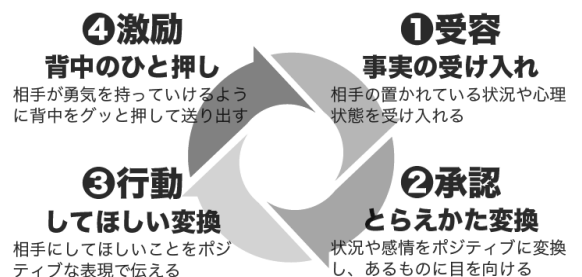 ❶受容
事実の受け入れ
相手の置かれている状況や心理
状態を受け入れる
❷承認
とらえかた変換
状況や感情をポジティブに変換
し、あるものに目を向ける
❸行動
してほしい変換
相手にしてほしいことをポジ
ティブな表現で伝える
❹激励
背中のひと押し
相手が勇気を持っていけるよう
に背中をグッと押して送り出す